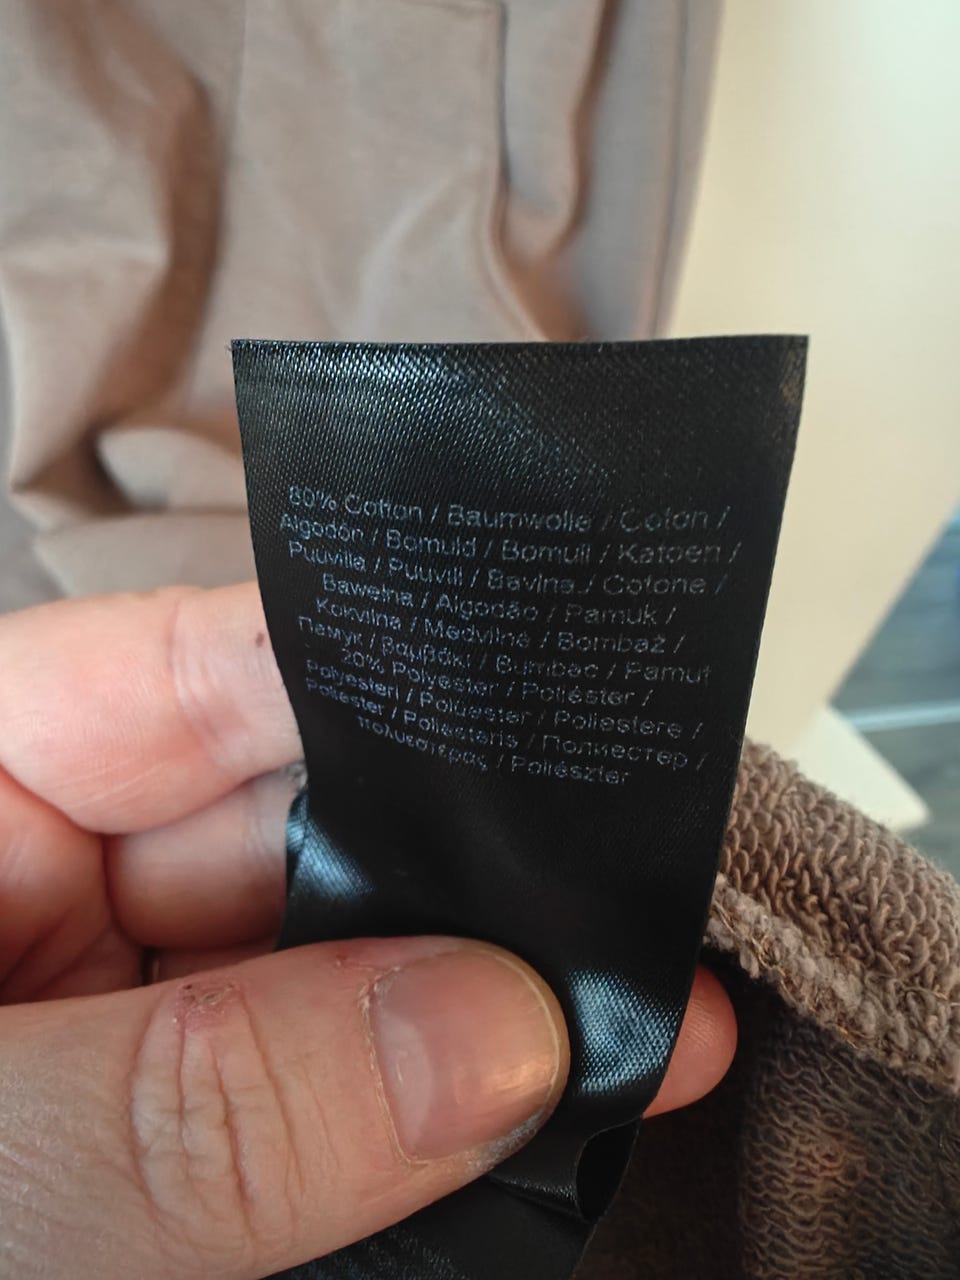 80% Cotton / Baumwolle / Coton /
Algodón / Bomuld / Bomull / Katoen /
Puuvilla / Puuvill / Bavlna / Cotone /
Bawełna / Algodão / Pamuk /
Kokvilna / Medvilnė / Bombaž /
Памук / βαμβάκι / Bumbac / Pamut
20% Polyester / Poliéster /
Polyesteri / Polüester / Poliestere /
Poliester / Poliesteris / Полиестер /
πολυεστέρας / Poliészter